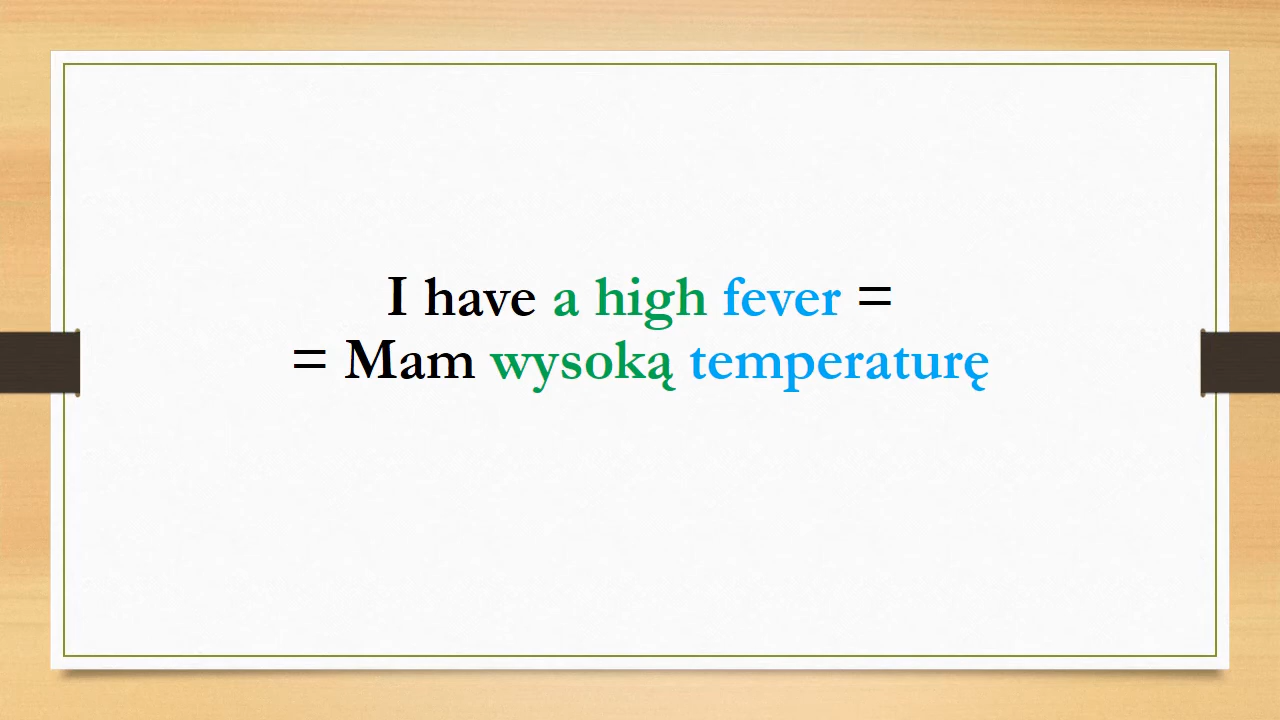 I have a high fever =
= Mam wysoką temperaturę